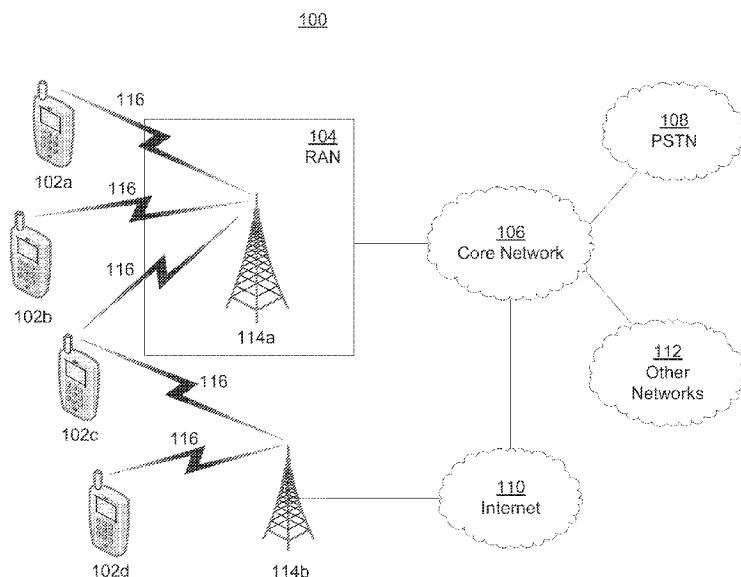 100
116
104
RAN
108
PSTN
102a
116
106
Core Network
116
102b
114a
112
Other
Networks
116
102c
116
110
Internet
102d
114b